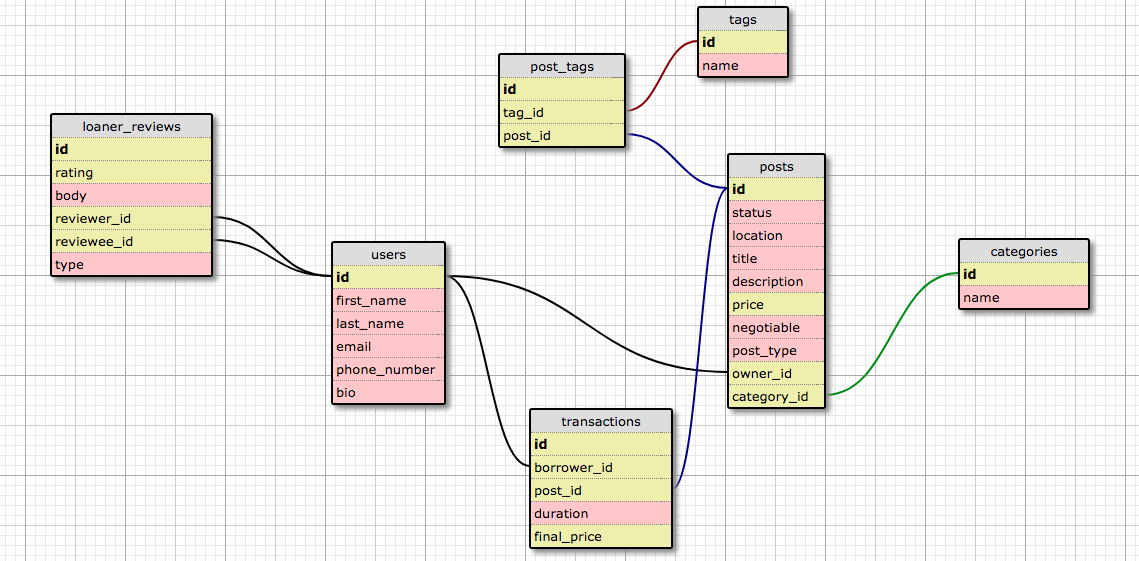 tags
id
name
post_tags
id
tag_id
post_id
loaner_reviews
id
rating
body
reviewer_id
reviewee_id
type
posts
id
status
location
title
description
price
negotiable
post_type
owner_id
category_id
users
id
first_name
last_name
email
phone_number
bio
categories
id
name
transactions
id
borrower_id
post_id
duration
final_price